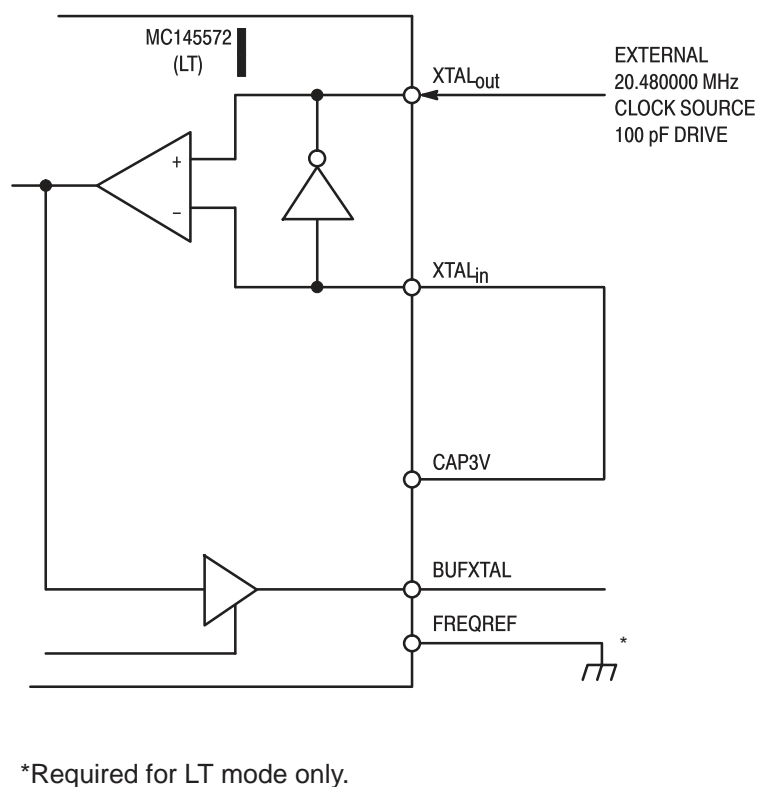 MC145572
(LT)
XTALout
EXTERNAL
20.480000 MHz
CLOCK SOURCE
100 pF DRIVE
+
–
XTALin
CAP3V
BUFXTAL
FREQREF
*
*Required for LT mode only.